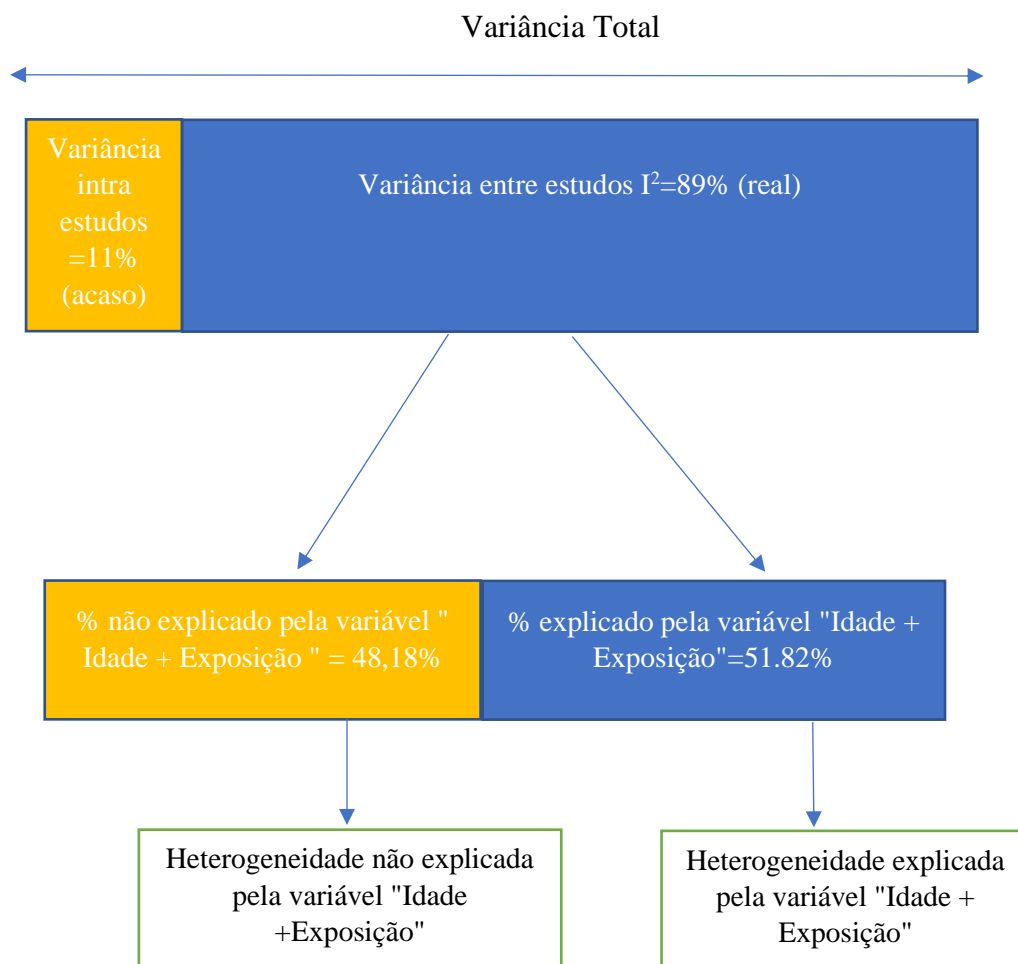 Variância Total
Variância
intra
estudos
=11%
(acaso)
Variância entre estudos I²=89% (real)
% não explicado pela variável "
Idade + Exposição " = 48,18%
% explicado pela variável "Idade +
Exposição"=51.82%
Heterogeneidade não explicada
pela variável "Idade
+Exposição"
Heterogeneidade explicada
pela variável "Idade +
Exposição"